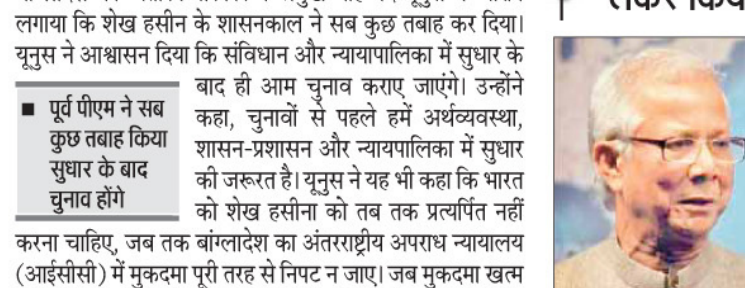 लगाया कि शेख हसीन के शासनकाल ने सब कुछ तबाह कर दिया।
यूनुस ने आश्वासन दिया कि संविधान और न्यायपालिका में सुधार के
बाद ही आम चुनाव कराए जाएंगे। उन्होंने
कहा, चुनावों से पहले हमें अर्थव्यवस्था,
शासन-प्रशासन और न्यायपालिका में सुधार
की जरूरत है। यूनुस ने यह भी कहा कि भारत
को शेख हसीना को तब तक प्रत्यर्पित नहीं
करना चाहिए, जब तक बांग्लादेश का अंतरराष्ट्रीय अपराध न्यायालय
(आईसीसी) में मुकदमा पूरी तरह से निपट न जाए। जब मुकदमा खत्म
■ पूर्व पीएम ने सब
कुछ तबाह किया
सुधार के बाद
चुनाव होंगे